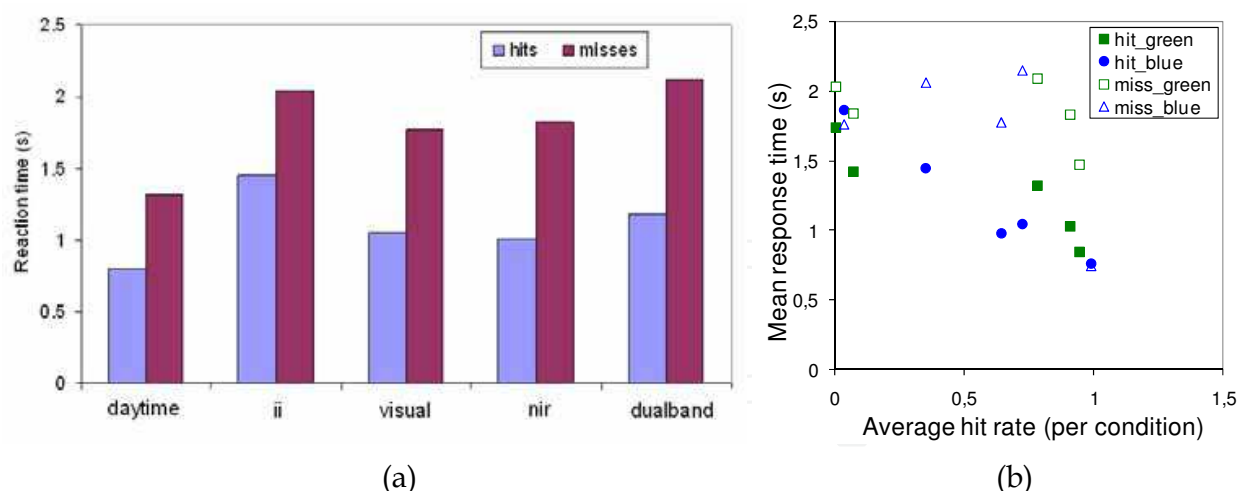 2.5
2
1.5
1
0.5
0
Reaction time (s)
hits misses
daytime ii visual nir dualband
(a)
2,5
2
1,5
1
0,5
0
Mean response time (s)
hit_green
hit_blue
miss_green
miss_blue
0 0,5 1 1,5
Average hit rate (per condition)
(b)